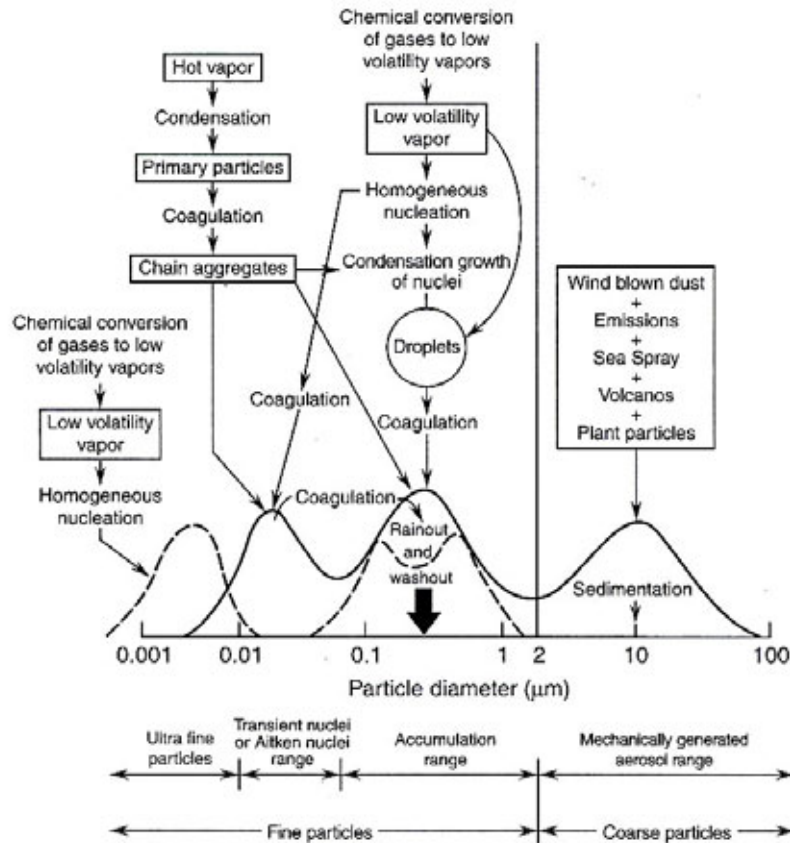 Chemical conversion
of gases to low
volatility vapors
Hot vapor
Condensation
Low volatility
vapor
Primary particles
Homogeneous
nucleation
Coagulation
Chain aggregates
Condensation growth
of nuclei
Wind blown dust
+
Emissions
+
Sea Spray
+
Volcanos
+
Plant particles
Chemical conversion
of gases to low
volatility vapors
Droplets
Coagulation
Coagulation
Low volatility
vapor
Homogeneous
nucleation
Coagulation
Rainout
and
washout
Sedimentation
0.001 0.01 0.1 1 2 10 100
Particle diameter (μm)
Ultra fine
particles
Transient nuclei
or Aitken nuclei
range
Accumulation
range
Mechanically generated
aerosol range
Fine particles
Coarse particles